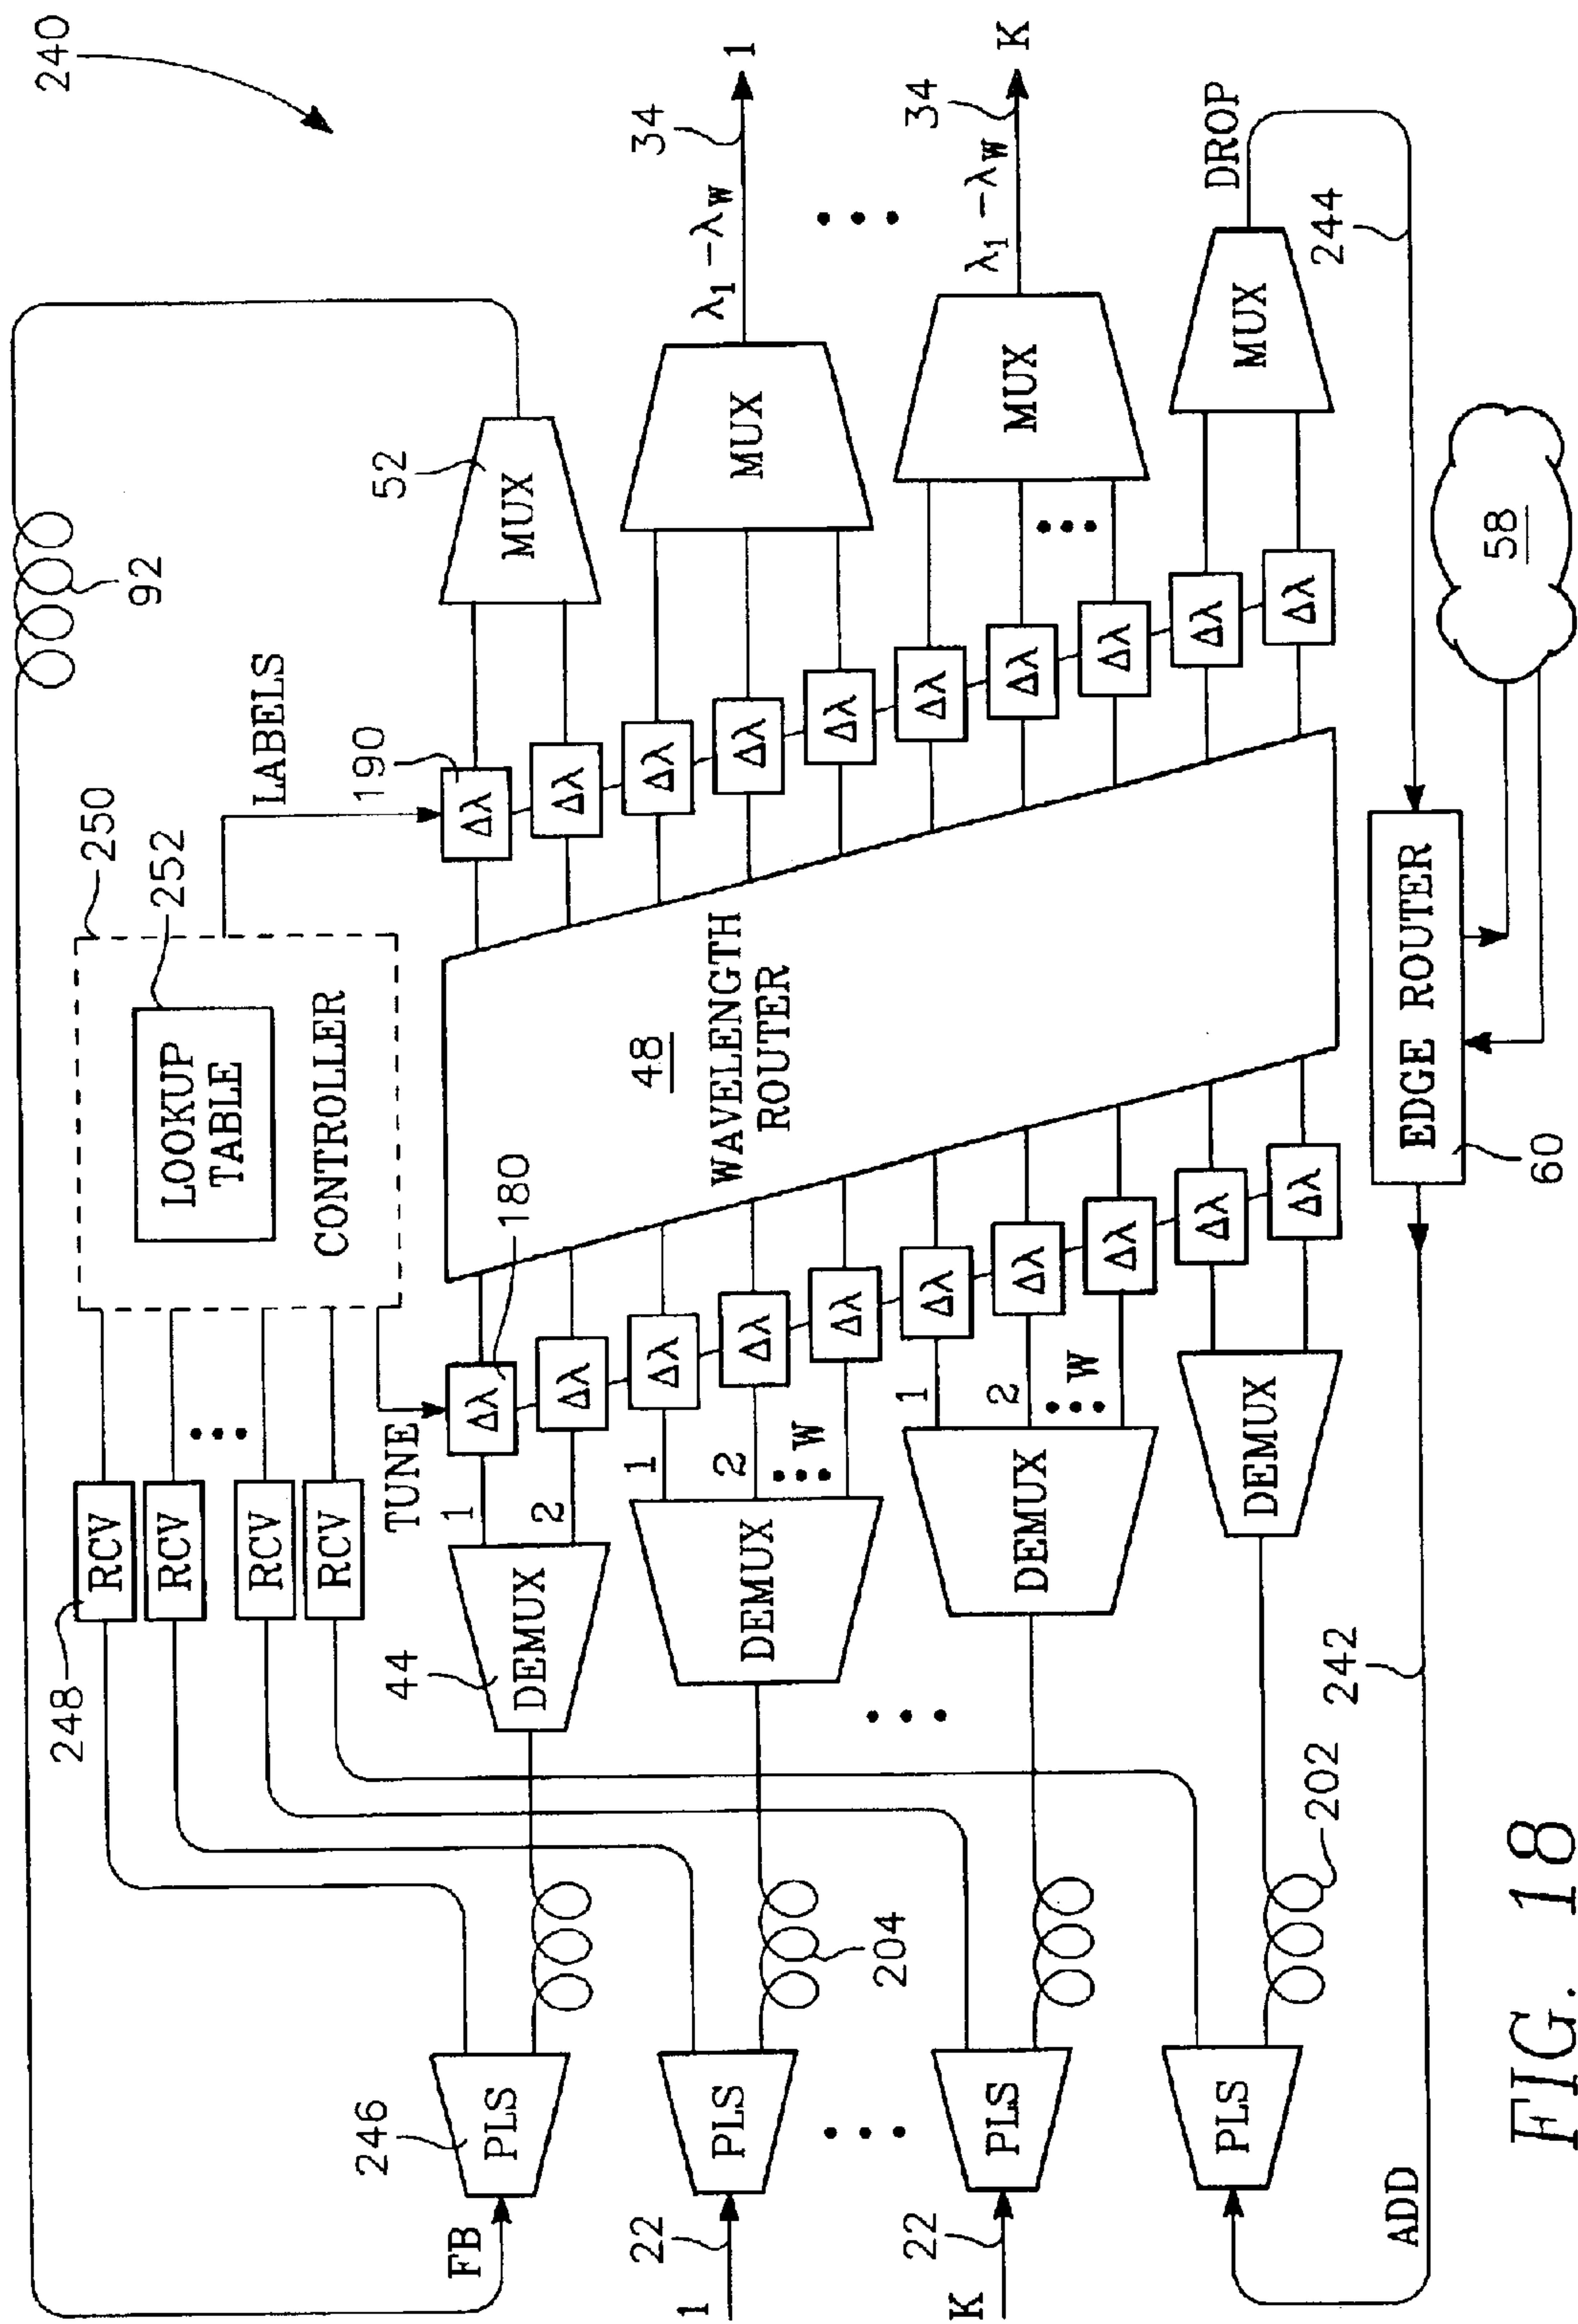 240
92
250
252
LOOKUP
TABLE
CONTROLLER
LABELS
190
52
MUX
248
RCV
RCV
RCV
RCV
TUNE
180
44
DEMUX
1
2
Δλ
Δλ
Δλ
Δλ
Δλ
Δλ
Δλ
Δλ
Δλ
Δλ
1
2
W
DEMUX
1
2
W
DEMUX
DEMUX
48
WAVELENGTH
ROUTER
Δλ
Δλ
Δλ
Δλ
Δλ
Δλ
Δλ
Δλ
Δλ
Δλ
MUX
λ1 – λW
34
1
MUX
λ1 – λW
34
K
MUX
DROP
244
246
FB
PLS
1
22
PLS
204
K
22
PLS
PLS
202
ADD
242
EDGE ROUTER
60
58
FIG. 18